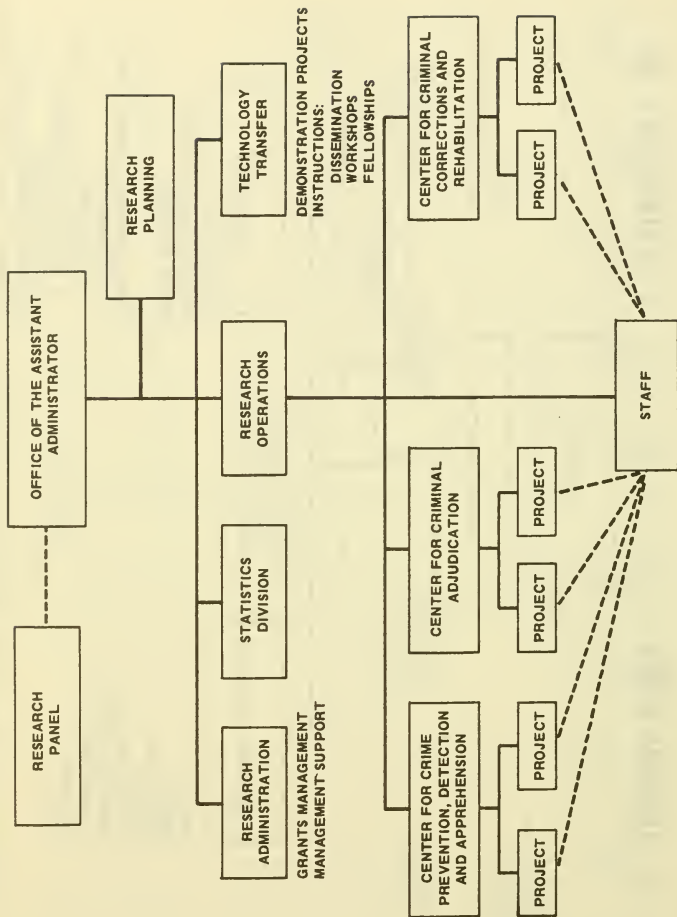 RESEARCH
PANEL
OFFICE OF THE ASSISTANT
ADMINISTRATOR
RESEARCH
PLANNING
RESEARCH
ADMINISTRATION
GRANTS MANAGEMENT
MANAGEMENT SUPPORT
STATISTICS
DIVISION
RESEARCH
OPERATIONS
TECHNOLOGY
TRANSFER
DEMONSTRATION PROJECTS
INSTRUCTIONS:
DISSEMINATION
WORKSHOPS
FELLOWSHIPS
CENTER FOR CRIME
PREVENTION, DETECTION
AND APPREHENSION
CENTER FOR CRIMINAL
ADJUDICATION
CENTER FOR CRIMINAL
CORRECTIONS AND
REHABILITATION
PROJECT
PROJECT
PROJECT
PROJECT
PROJECT
PROJECT
STAFF